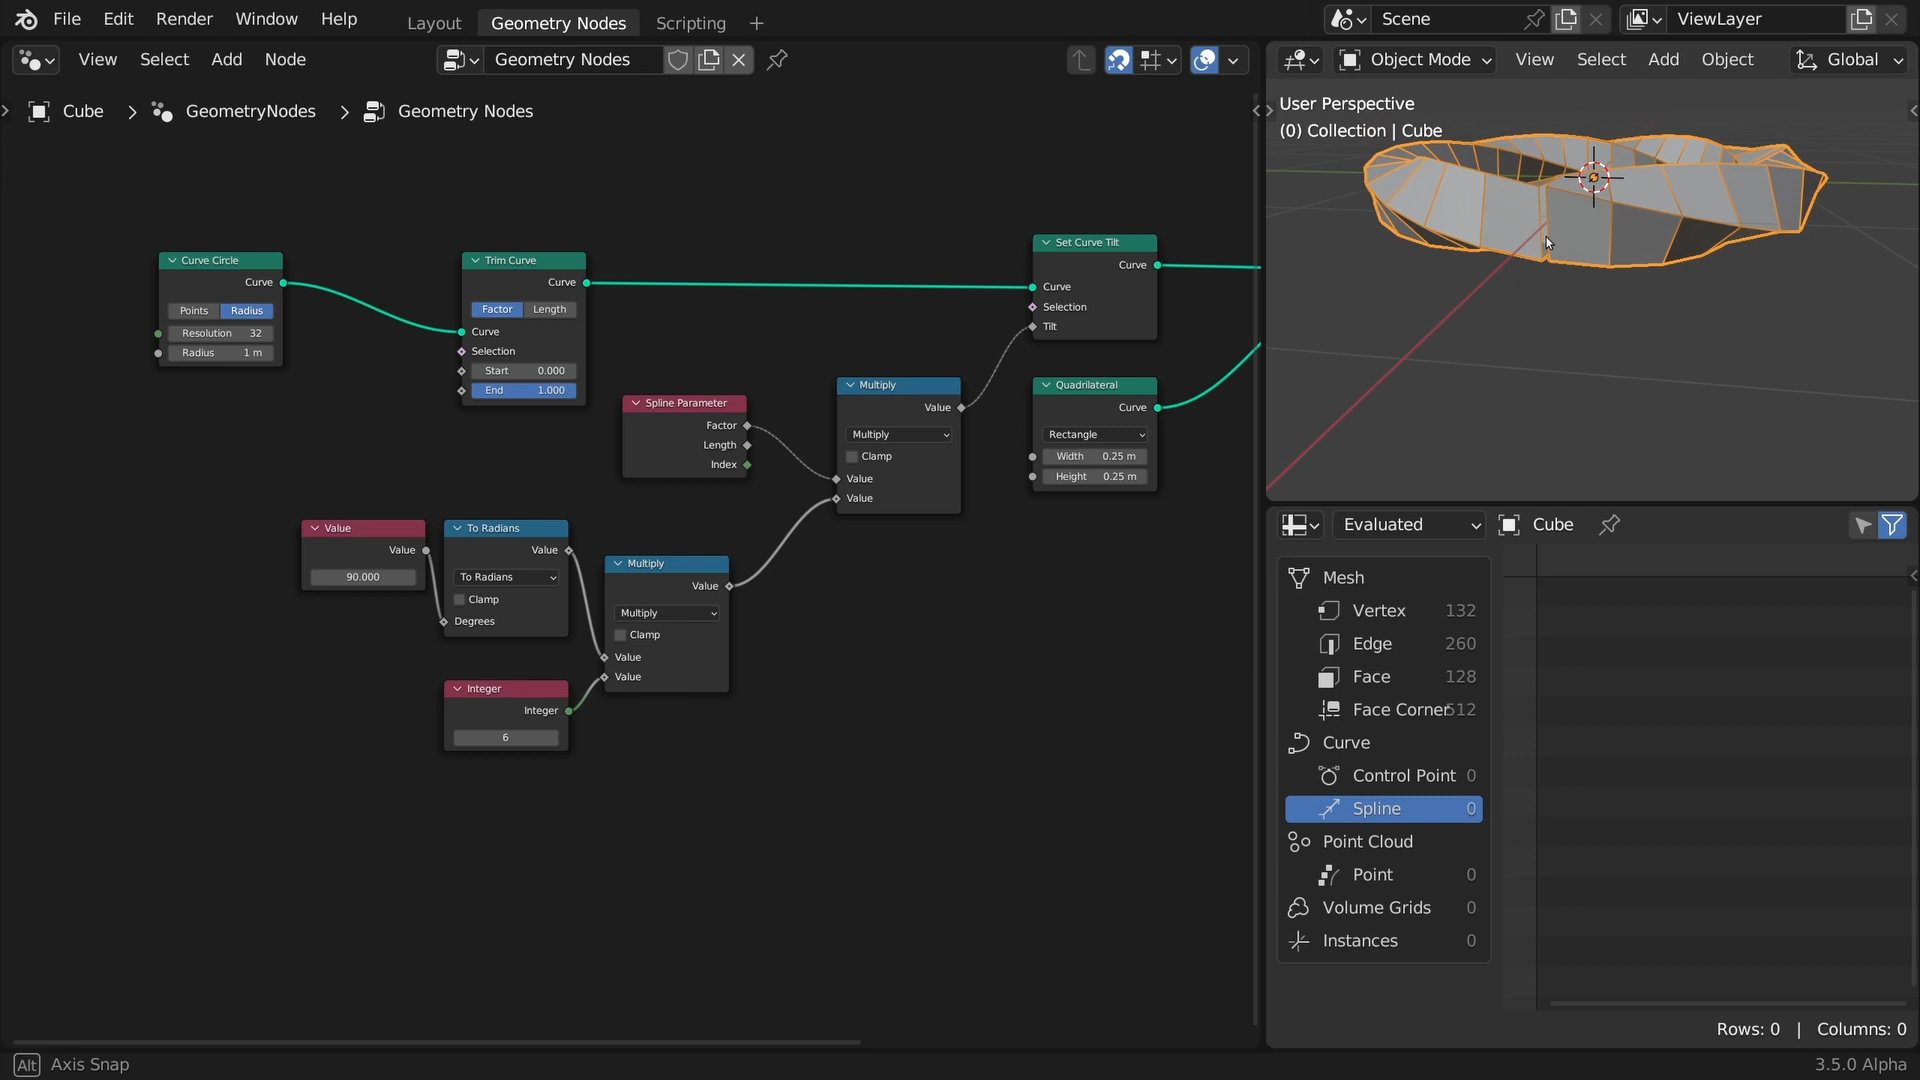 File Edit Render Window Help
Layout Geometry Nodes Scripting
Scene
ViewLayer
View Select Add Node
Geometry Nodes
Object Mode View Select Add Object Global
Cube GeometryNodes Geometry Nodes
User Perspective
(0) Collection | Cube
Curve Circle
Curve
Points Radius
Resolution 32
Radius 1 m
Trim Curve
Curve
Factor Length
Curve
Selection
Start 0.000
End 1.000
Set Curve Tilt
Curve
Curve
Selection
Tilt
Spline Parameter
Factor
Length
Index
Multiply
Value
Multiply
Clamp
Value
Value
Quadrilateral
Curve
Rectangle
Width 0.25 m
Height 0.25 m
Value
Value
90.000
To Radians
Value
To Radians
Clamp
Degrees
Multiply
Value
Multiply
Clamp
Value
Value
Integer
Integer
6
Evaluated Cube
Mesh
Vertex 132
Edge 260
Face 128
Face Corner 512
Curve
Control Point 0
Spline 0
Point Cloud
Point 0
Volume Grids 0
Instances 0
Rows: 0 | Columns: 0
Alt Axis Snap
3.5.0 Alpha